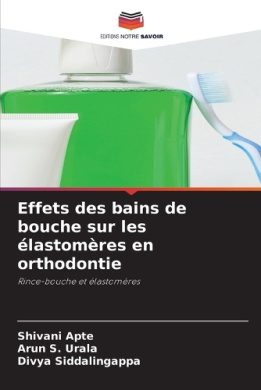 EDITIONS NOTRE SAVOIR
Effets des bains de
bouche sur les
élastomères en
orthodontie
Rince-bouche et élastomères
Shivani Apte
Arun S. Urala
Divya Siddalingappa